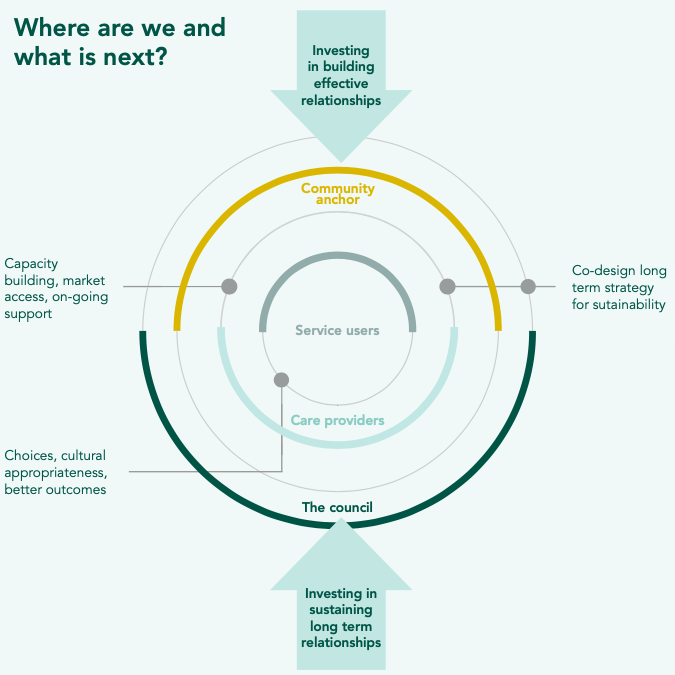 Where are we and
what is next?
Investing
in building
effective
relationships
Community
anchor
Capacity
building, market
access, on-going
support
Co-design long
term strategy
for sutainability
Service users
Care providers
Choices, cultural
appropriateness,
better outcomes
The council
Investing in
sustaining
long term
relationships